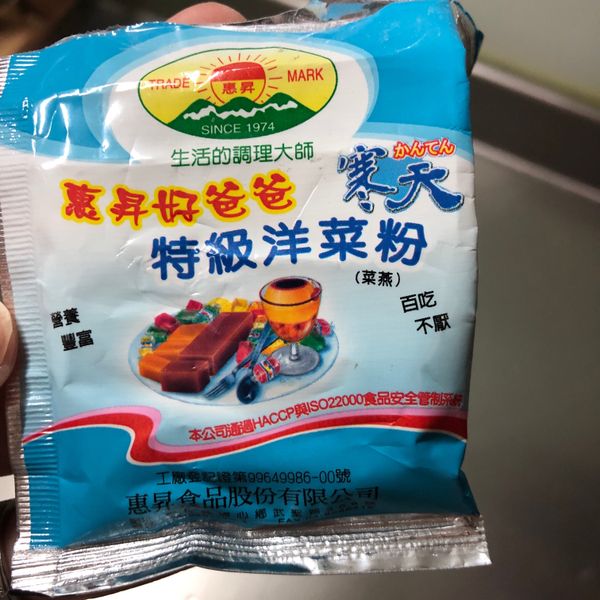 TRADE MARK
惠昇
SINCE 1974
生活的調理大師
かんてん
寒天
惠昇好爸爸
特級洋菜粉
(菜燕)
百吃
不厭
營養
豐富
本公司通過HACCP與ISO22000食品安全管制系統
工廠登記證第99649986-00號
惠昇食品股份有限公司